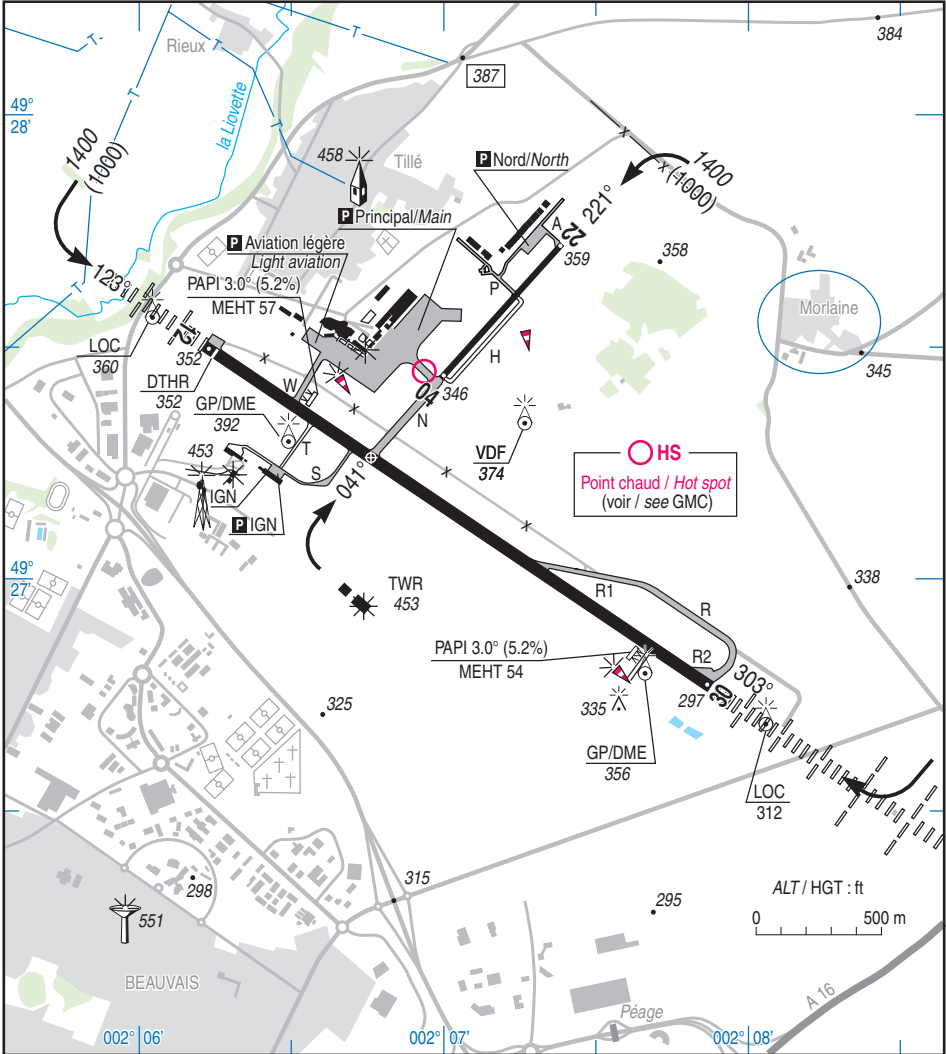 384
Rieux
T
T
T
387
49°
28'
la Liovette
1400
(1000)
T
458
Tillé
P Nord/North
1400
(1000)
P Principal/Main
A
22
221°
359
358
P Aviation légère
Light aviation
PAPI 3.0° (5.2%)
MEHT 57
P
T
123°
T
Morlaine
12
LOC
360
352
H
345
DTHR
352
W
04
346
GP/DME
392
N
VDF
374
HS
Point chaud / Hot spot
(voir / see GMC)
453
T
S
041°
IGN
P IGN
49°
27'
TWR
453
338
R1
R
PAPI 3.0° (5.2%)
MEHT 54
R2
303°
30
297
335
325
GP/DME
356
LOC
312
315
298
295
ALT / HGT : ft
0
500 m
551
BEAUVAIS
A 16
Péage
002° 06'
002° 07'
002° 08'